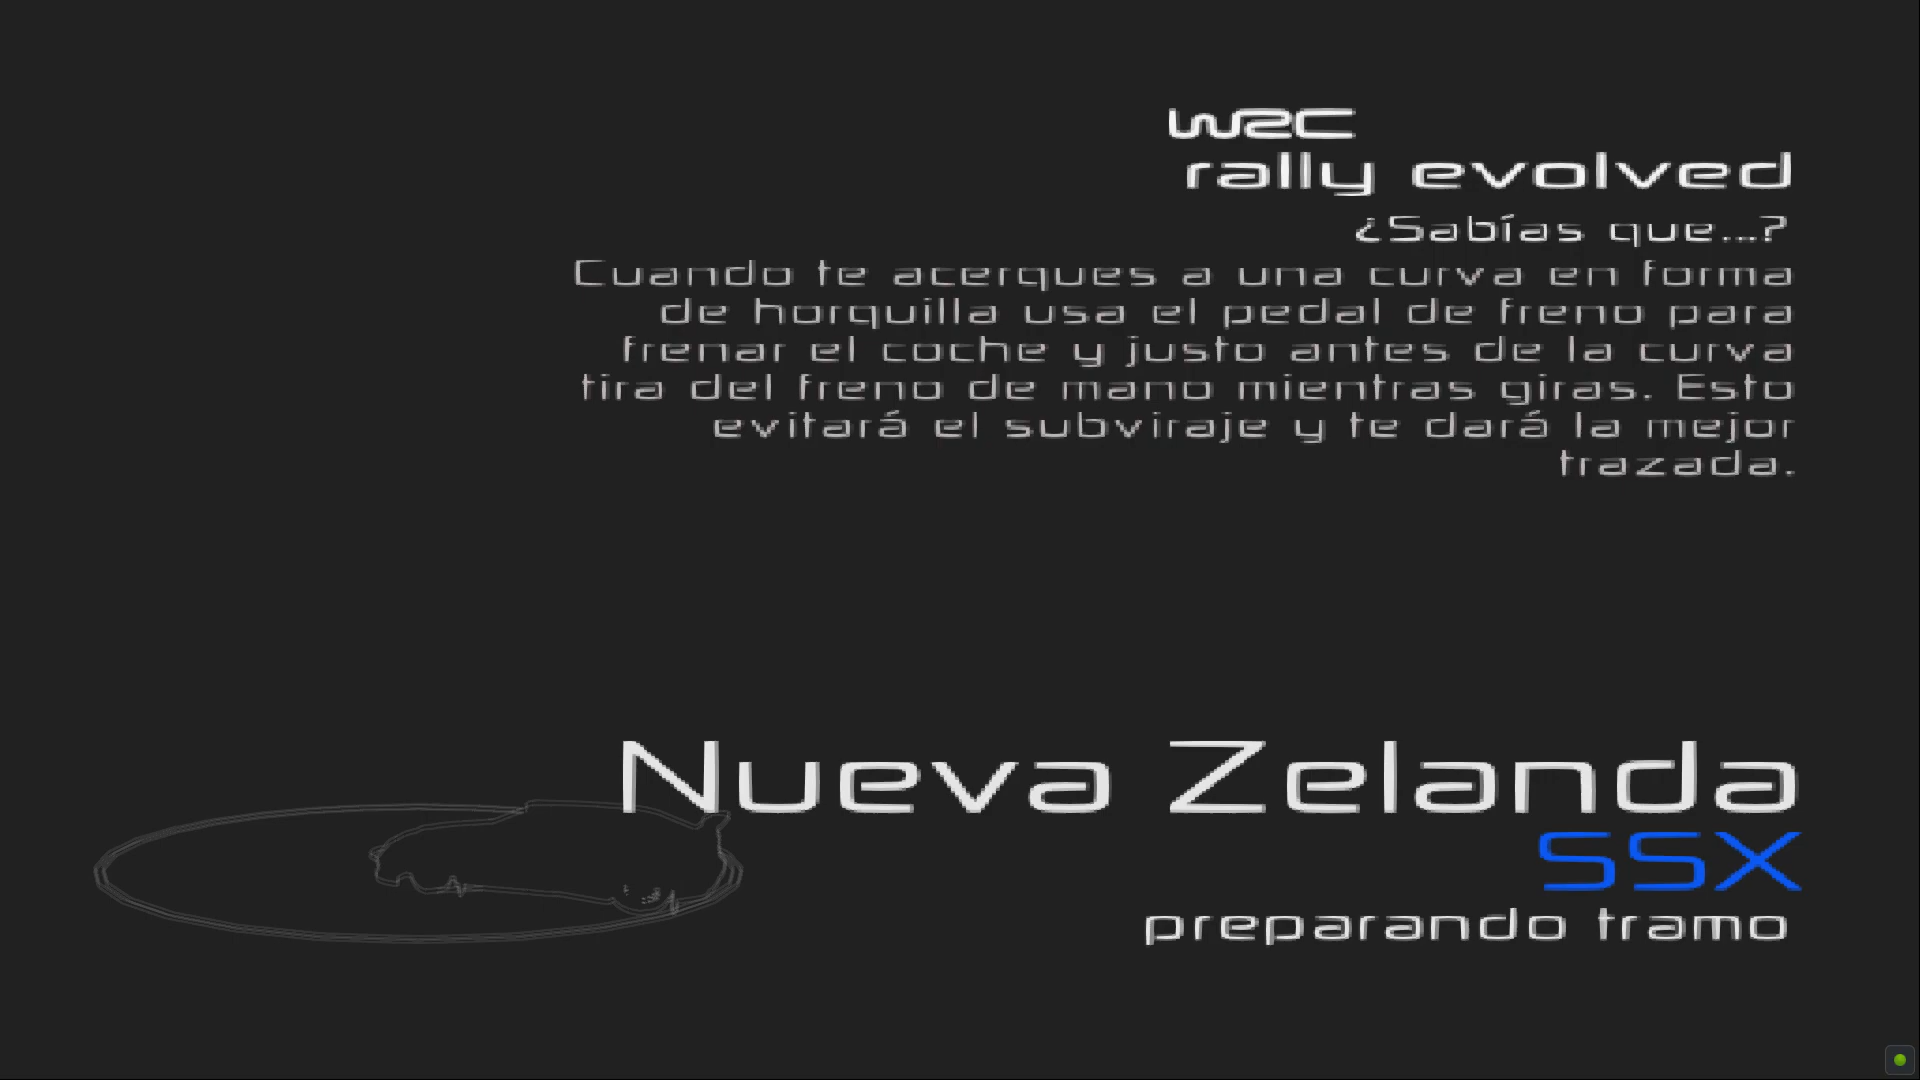 WRC
rally evolved
¿Sabías que...?
Cuando te acerques a una curva en forma
de horquilla usa el pedal de freno para
frenar el coche y justo antes de la curva
tira del freno de mano mientras giras. Esto
evitará el subviraje y te dará la mejor
trazada.
Nueva Zelanda
SSX
preparando tramo